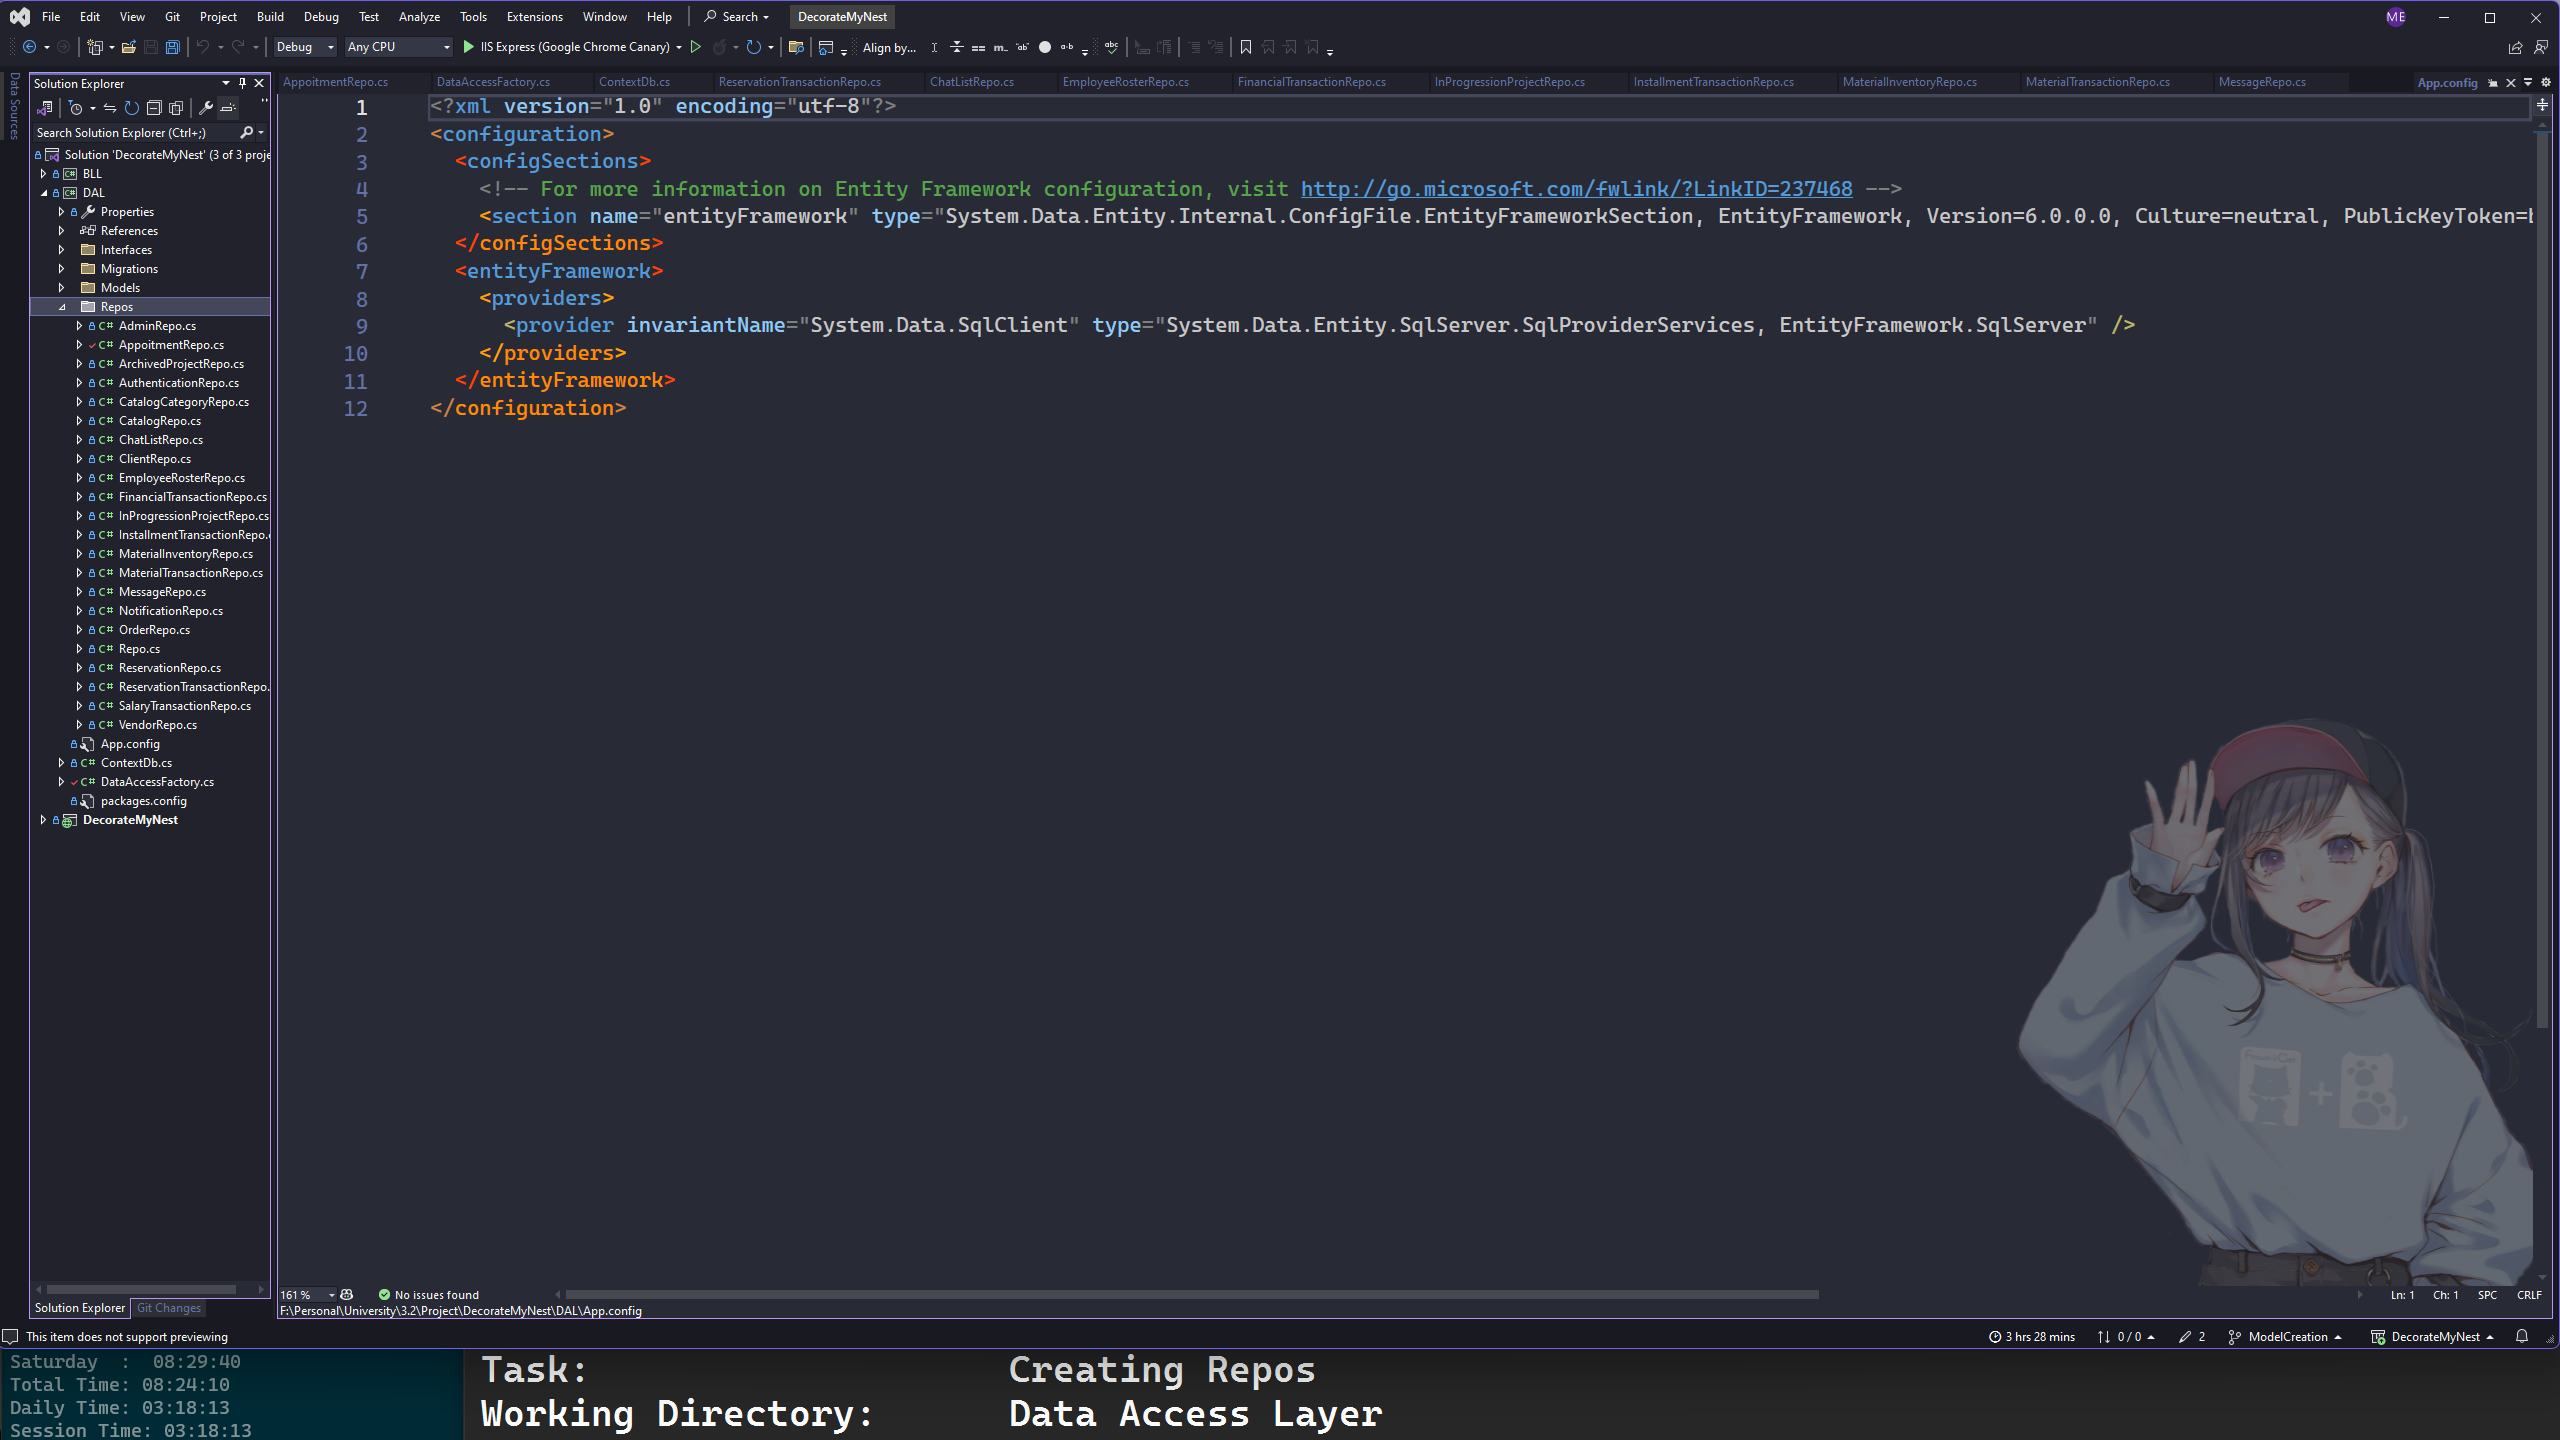 File Edit View Git Project Build Debug Test Analyze Tools Extensions Window Help Search DecorateMyNest ME
Debug Any CPU IIS Express (Google Chrome Canary) Align by...
Data Sources
Solution Explorer
Search Solution Explorer (Ctrl+;)
Solution 'DecorateMyNest' (3 of 3 proje
BLL
DAL
Properties
References
Interfaces
Migrations
Models
Repos
C# AdminRepo.cs
C# AppoitmentRepo.cs
C# ArchivedProjectRepo.cs
C# AuthenticationRepo.cs
C# CatalogCategoryRepo.cs
C# CatalogRepo.cs
C# ChatListRepo.cs
C# ClientRepo.cs
C# EmployeeRosterRepo.cs
C# FinancialTransactionRepo.cs
C# InProgressionProjectRepo.cs
C# InstallmentTransactionRepo.
C# MaterialInventoryRepo.cs
C# MaterialTransactionRepo.cs
C# MessageRepo.cs
C# NotificationRepo.cs
C# OrderRepo.cs
C# Repo.cs
C# ReservationRepo.cs
C# ReservationTransactionRepo.
C# SalaryTransactionRepo.cs
C# VendorRepo.cs
App.config
C# ContextDb.cs
C# DataAccessFactory.cs
packages.config
DecorateMyNest
Solution Explorer Git Changes
AppoitmentRepo.cs DataAccessFactory.cs ContextDb.cs ReservationTransactionRepo.cs ChatListRepo.cs EmployeeRosterRepo.cs FinancialTransactionRepo.cs InProgressionProjectRepo.cs InstallmentTransactionRepo.cs MaterialInventoryRepo.cs MaterialTransactionRepo.cs MessageRepo.cs App.config
1 <?xml version="1.0" encoding="utf-8"?>
2 <configuration>
3 <configSections>
4 <!-- For more information on Entity Framework configuration, visit http://go.microsoft.com/fwlink/?LinkID=237468 -->
5 <section name="entityFramework" type="System.Data.Entity.Internal.ConfigFile.EntityFrameworkSection, EntityFramework, Version=6.0.0.0, Culture=neutral, PublicKeyToken=b
6 </configSections>
7 <entityFramework>
8 <providers>
9 <provider invariantName="System.Data.SqlClient" type="System.Data.Entity.SqlServer.SqlProviderServices, EntityFramework.SqlServer" />
10 </providers>
11 </entityFramework>
12 </configuration>
161 % No issues found Ln: 1 Ch: 1 SPC CRLF
F:\Personal\University\3.2\Project\DecorateMyNest\DAL\App.config
This item does not support previewing 3 hrs 28 mins 0 / 0 2 ModelCreation DecorateMyNest
Saturday : 08:29:40
Total Time: 08:24:10
Daily Time: 03:18:13
Session Time: 03:18:13
Task: Creating Repos
Working Directory: Data Access Layer